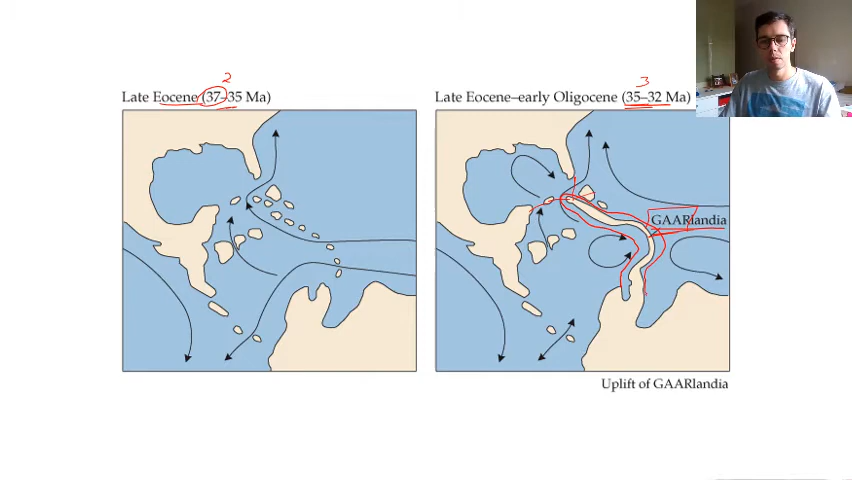 2
3
Late Eocene (37–35 Ma)
Late Eocene–early Oligocene (35–32 Ma)
GAARlandia
Uplift of GAARlandia